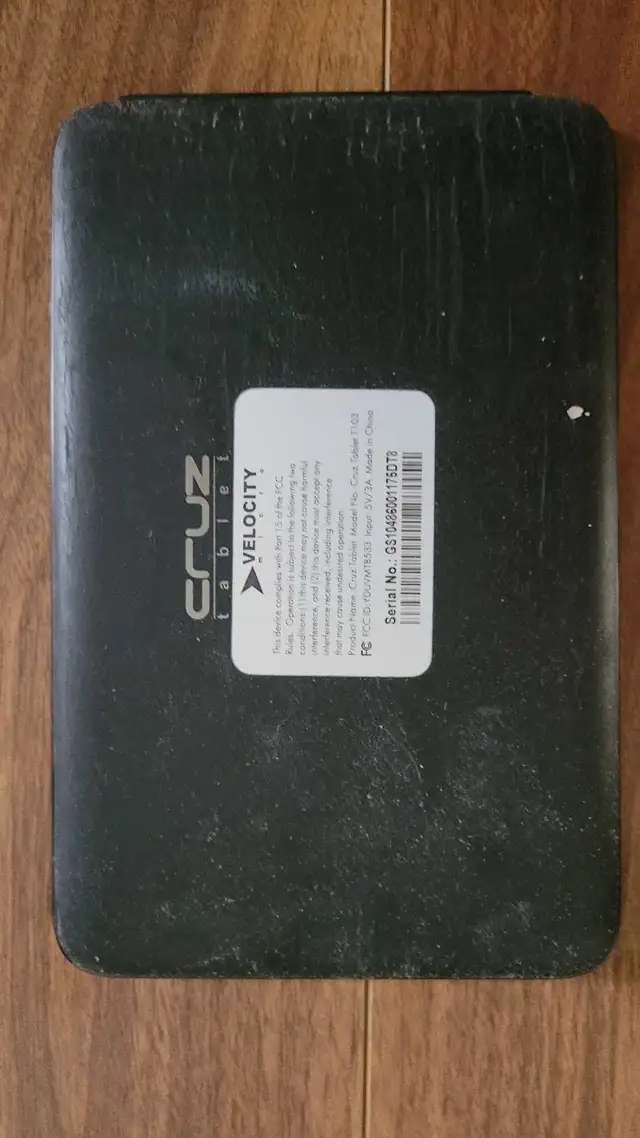 cruz
tablet
VELOCITY
micro
This device complies with Part 15 of the FCC
Rules. Operation is subject to the following two
conditions: (1) this device may not cause harmful
interference, and (2) this device must accept any
interference received, including interference
that may cause undesired operation
Product Name: Cruz Tablet Model No.: Cruz Tablet T103
FC FCC ID: YDUVMTB533 Input: 5V/3A Made in China
Serial No.: GS10486001176DT8